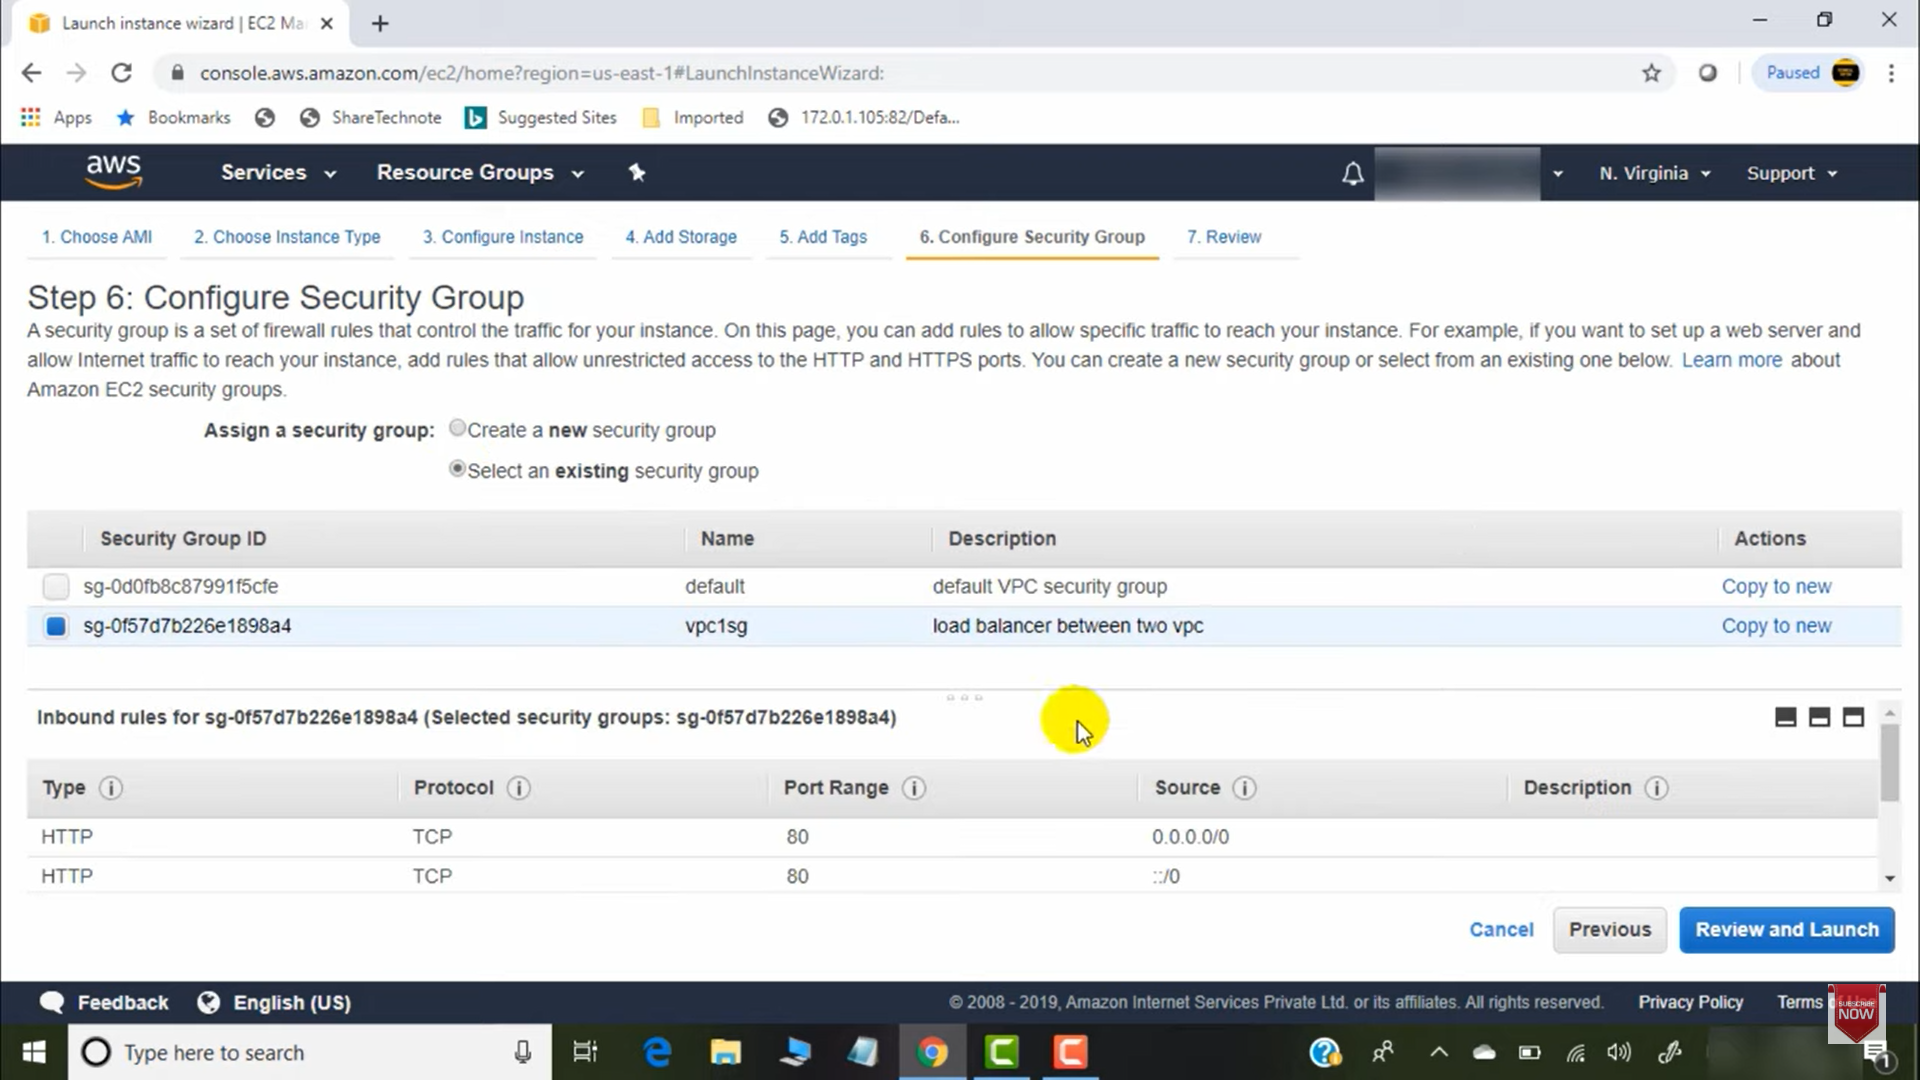 Launch instance wizard | EC2 Ma
console.aws.amazon.com/ec2/home?region=us-east-1#LaunchInstanceWizard:
Paused
Apps
Bookmarks
ShareTechnote
Suggested Sites
Imported
172.0.1.105:82/Defa...
aws
Services
Resource Groups
N. Virginia
Support
1. Choose AMI
2. Choose Instance Type
3. Configure Instance
4. Add Storage
5. Add Tags
6. Configure Security Group
7. Review
Step 6: Configure Security Group
A security group is a set of firewall rules that control the traffic for your instance. On this page, you can add rules to allow specific traffic to reach your instance. For example, if you want to set up a web server and
allow Internet traffic to reach your instance, add rules that allow unrestricted access to the HTTP and HTTPS ports. You can create a new security group or select from an existing one below. Learn more about
Amazon EC2 security groups.
Assign a security group: Create a new security group
Select an existing security group
Security Group ID Name Description Actions
sg-0d0fb8c87991f5cfe default default VPC security group Copy to new
sg-0f57d7b226e1898a4 vpc1sg load balancer between two vpc Copy to new
Inbound rules for sg-0f57d7b226e1898a4 (Selected security groups: sg-0f57d7b226e1898a4)
Type Protocol Port Range Source Description
HTTP TCP 80 0.0.0.0/0
HTTP TCP 80 ::/0
Cancel
Previous
Review and Launch
Feedback
English (US)
© 2008 - 2019, Amazon Internet Services Private Ltd. or its affiliates. All rights reserved.
Privacy Policy
Terms
SUBSCRIBE
NOW
Type here to search
1